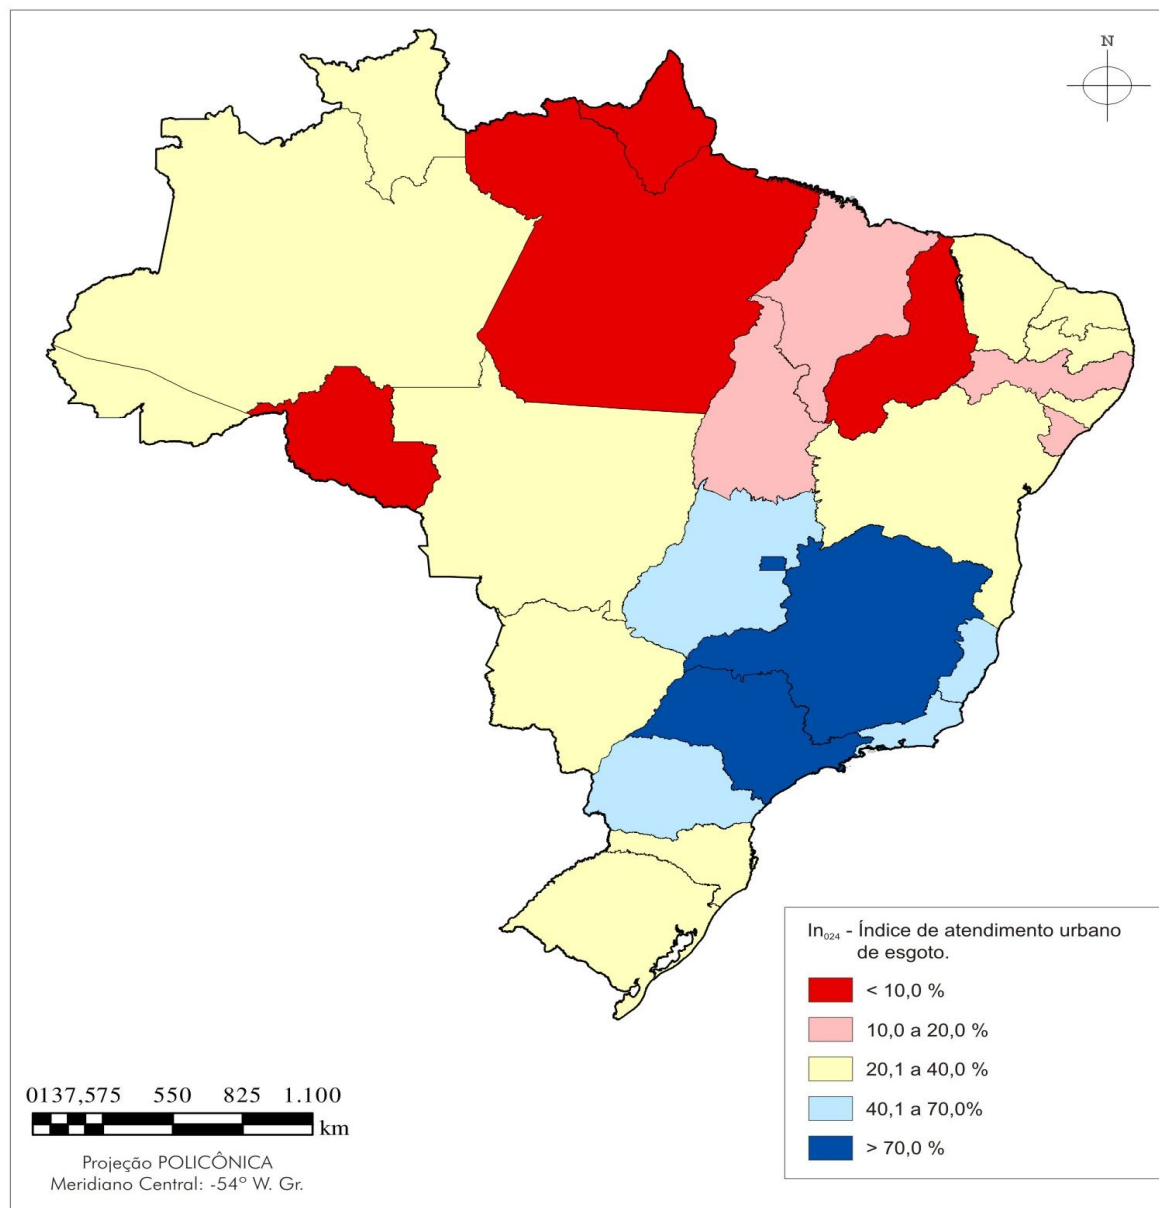 N
In024 - Índice de atendimento urbano
de esgoto.
< 10,0 %
10,0 a 20,0 %
20,1 a 40,0 %
40,1 a 70,0%
> 70,0 %
0137,575 550 825 1.100
km
Projeção POLICÔNICA
Meridiano Central: -54º W. Gr.